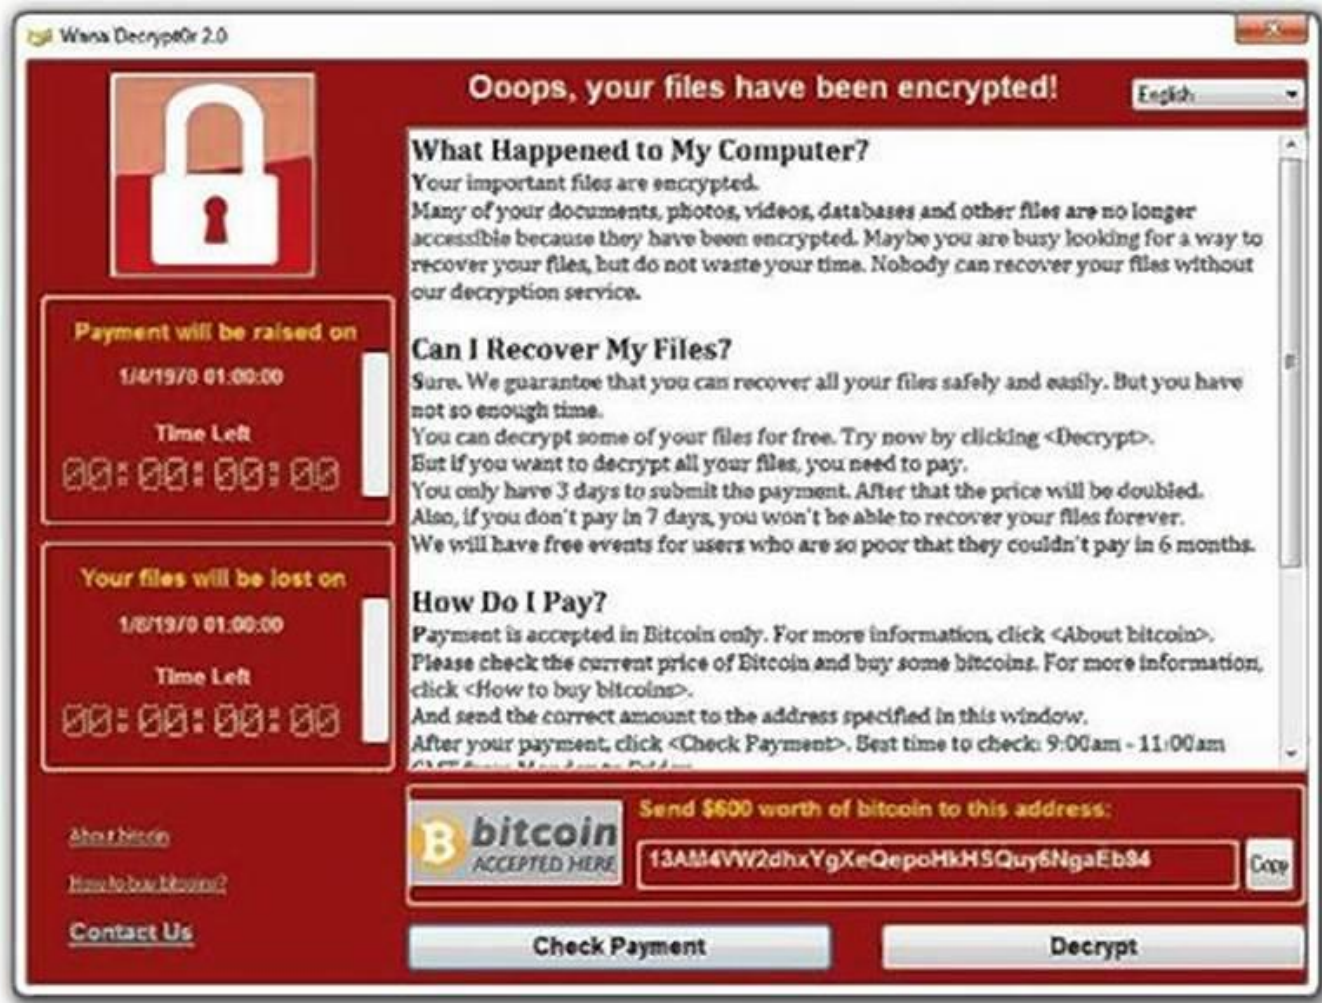 Wana Decrypt0r 2.0
Ooops, your files have been encrypted!
English
What Happened to My Computer?
Your important files are encrypted.
Many of your documents, photos, videos, databases and other files are no longer
accessible because they have been encrypted. Maybe you are busy looking for a way to
recover your files, but do not waste your time. Nobody can recover your files without
our decryption service.
Can I Recover My Files?
Sure. We guarantee that you can recover all your files safely and easily. But you have
not so enough time.
You can decrypt some of your files for free. Try now by clicking <Decrypt>.
But if you want to decrypt all your files, you need to pay.
You only have 3 days to submit the payment. After that the price will be doubled.
Also, if you don't pay in 7 days, you won't be able to recover your files forever.
We will have free events for users who are so poor that they couldn't pay in 6 months.
How Do I Pay?
Payment is accepted in Bitcoin only. For more information, click <About bitcoin>.
Please check the current price of Bitcoin and buy some bitcoins. For more information,
click <How to buy bitcoins>.
And send the correct amount to the address specified in this window.
After your payment, click <Check Payment>. Best time to check: 9:00am - 11:00am
Payment will be raised on
1/4/1970 01:00:00
Time Left
00:00:00:00
Your files will be lost on
1/8/1970 01:00:00
Time Left
00:00:00:00
About bitcoin
How to buy bitcoins?
Contact Us
bitcoin
ACCEPTED HERE
Send $600 worth of bitcoin to this address:
13AM4VW2dhxYgXeQepoHkHSQuy6NgaEb94
Copy
Check Payment
Decrypt